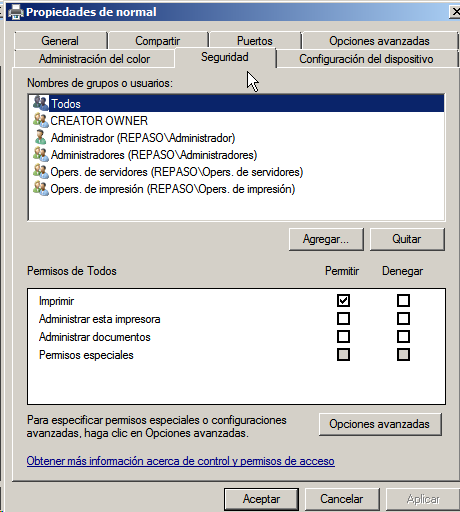 Propiedades de normal
General Compartir Puertos Opciones avanzadas
Administración del color Seguridad Configuración del dispositivo
Nombres de grupos o usuarios:
Todos
CREATOR OWNER
Administrador (REPASO\Administrador)
Administradores (REPASO\Administradores)
Opers. de servidores (REPASO\Opers. de servidores)
Opers. de impresión (REPASO\Opers. de impresión)
Agregar... Quitar
Permisos de Todos Permitir Denegar
Imprimir
Administrar esta impresora
Administrar documentos
Permisos especiales
Para especificar permisos especiales o configuraciones
avanzadas, haga clic en Opciones avanzadas.
Opciones avanzadas
Obtener más información acerca de control y permisos de acceso
Aceptar Cancelar Aplicar